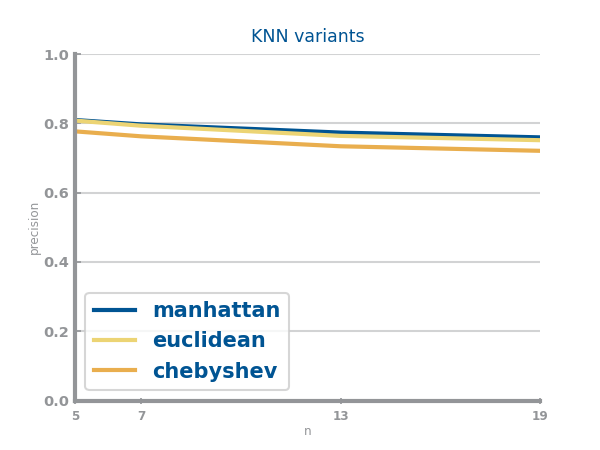 KNN variants
1.0
0.8
0.6
0.4
0.2
0.0
precision
manhattan
euclidean
chebyshev
5 7 13 19
n